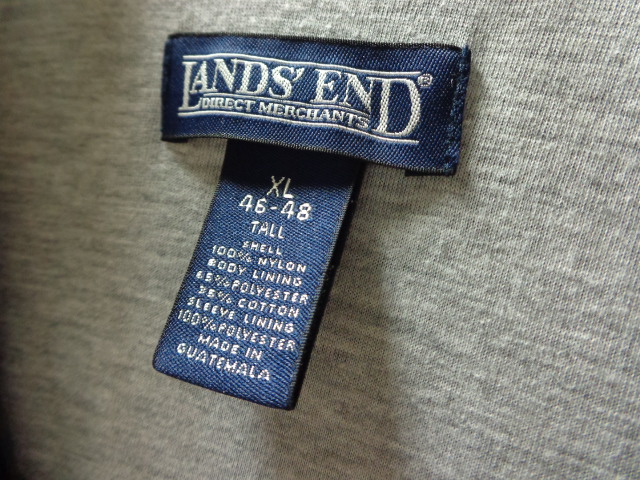 LANDS' END®
DIRECT MERCHANTS
XL
46-48
TALL
SHELL
100% NYLON
BODY LINING
65% POLYESTER
35% COTTON
SLEEVE LINING
100% POLYESTER
MADE IN
GUATEMALA